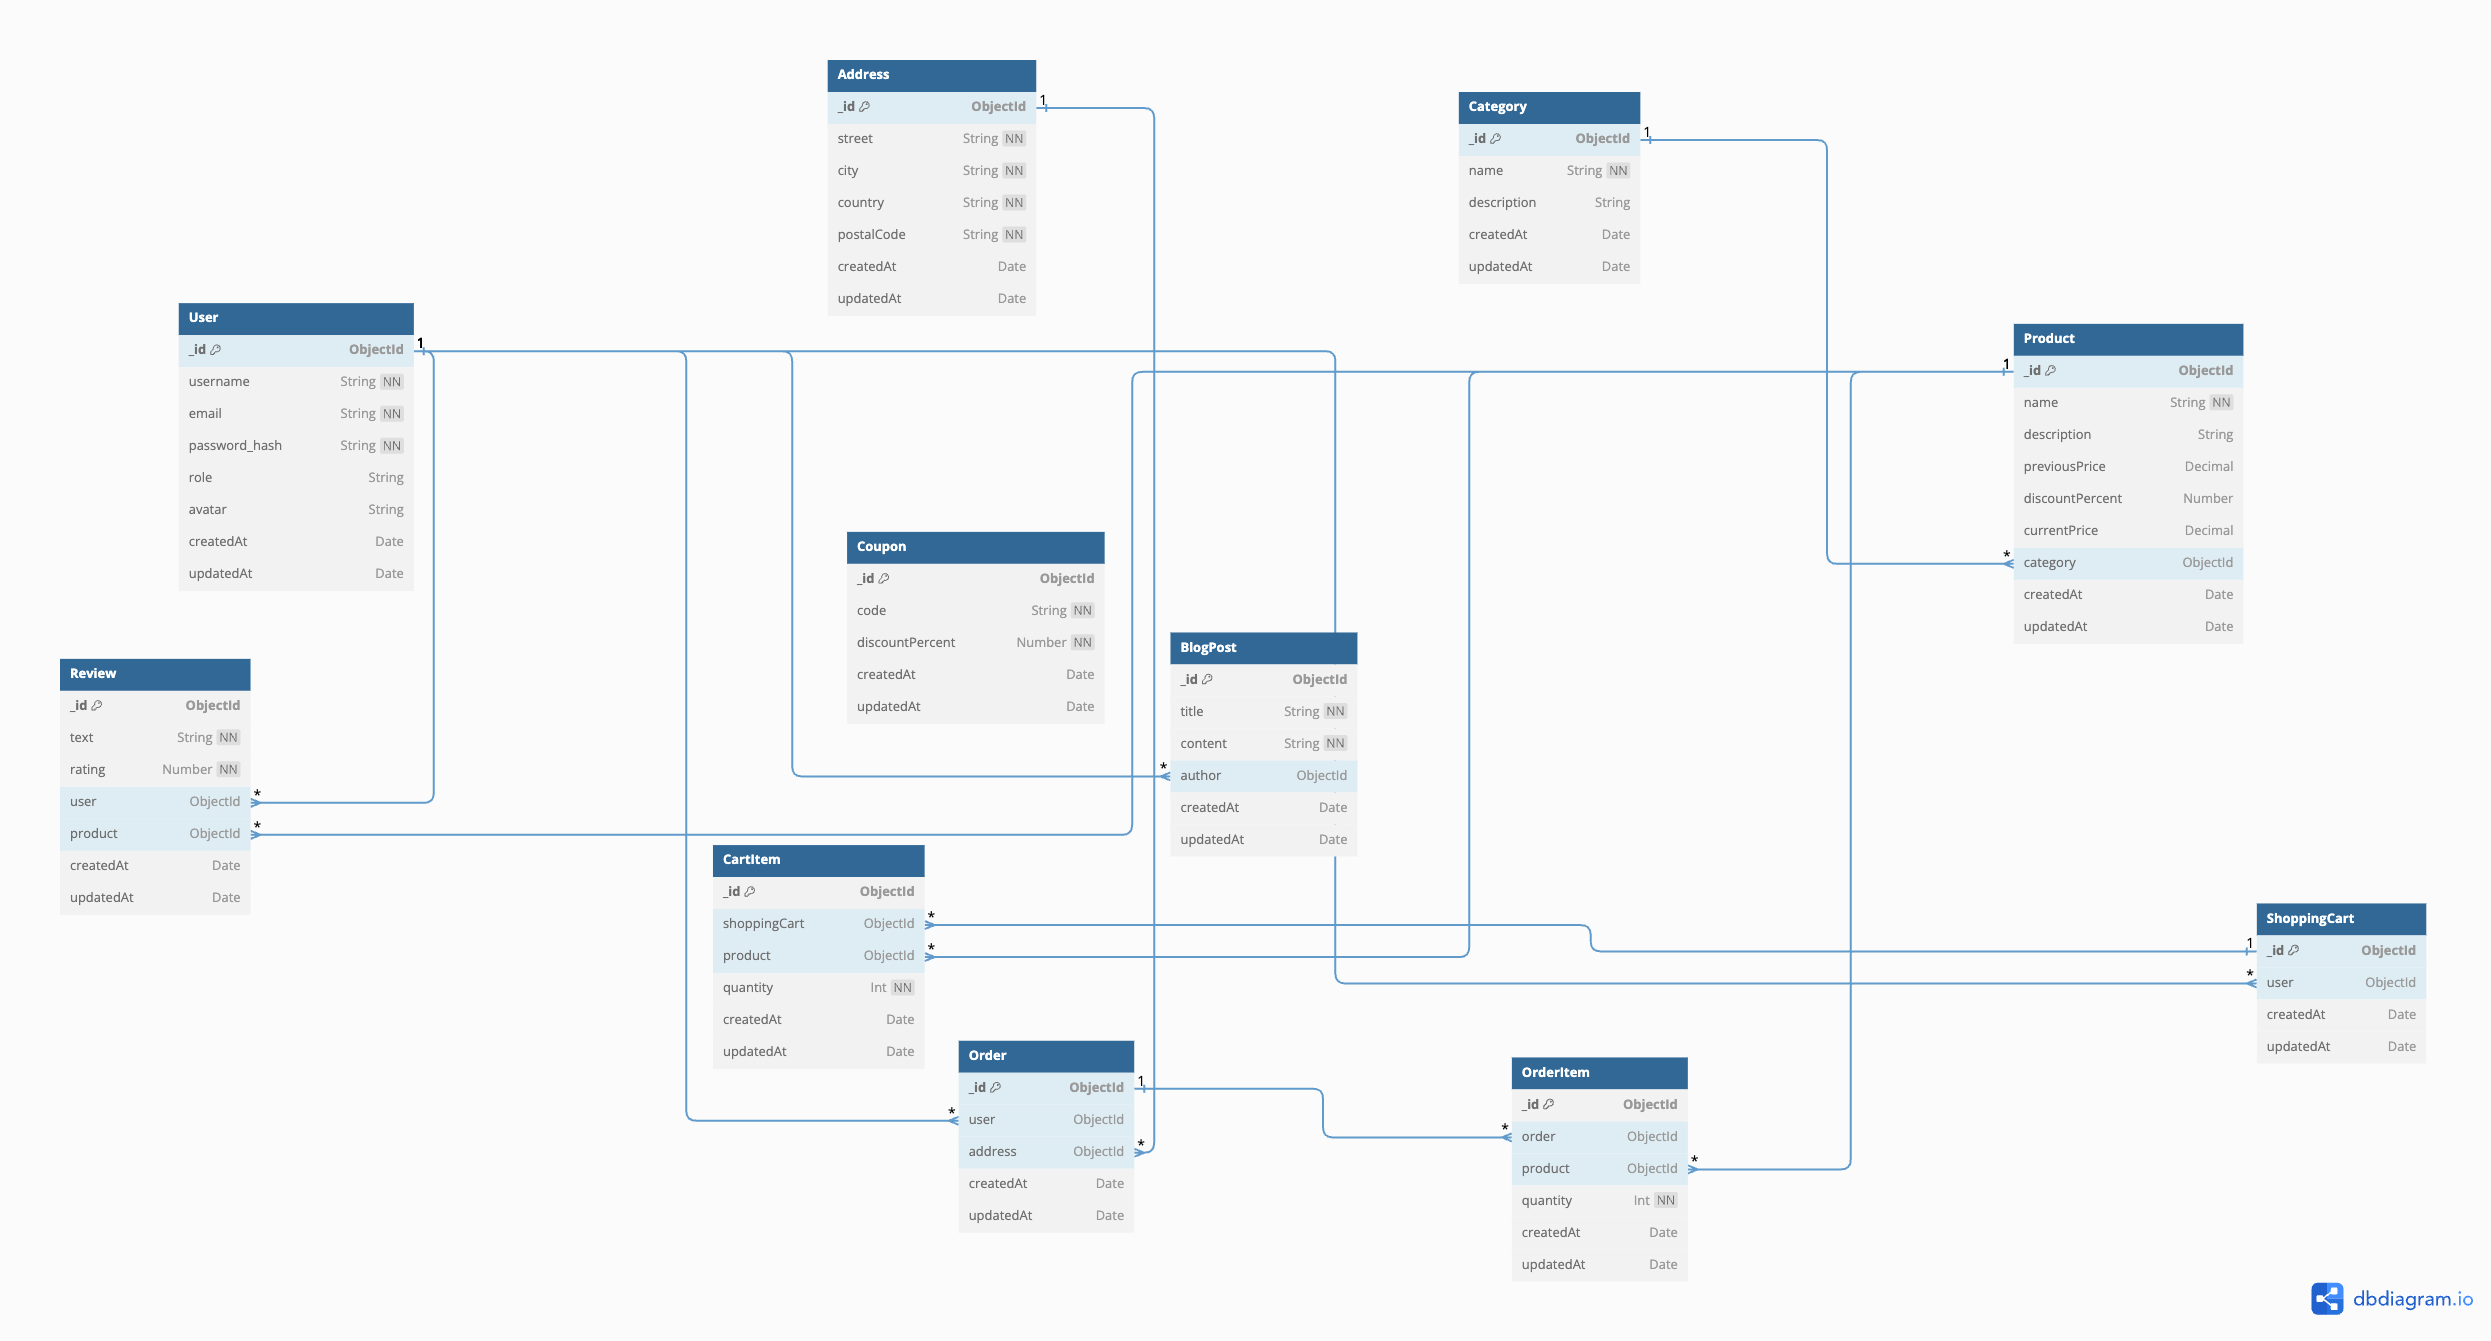 Address
_id ObjectId
street String NN
city String NN
country String NN
postalCode String NN
createdAt Date
updatedAt Date
1
Category
_id ObjectId
name String NN
description String
createdAt Date
updatedAt Date
1
User
_id ObjectId
username String NN
email String NN
password_hash String NN
role String
avatar String
createdAt Date
updatedAt Date
1
Product
_id ObjectId
name String NN
description String
previousPrice Decimal
discountPercent Number
currentPrice Decimal
category ObjectId
createdAt Date
updatedAt Date
1
*
Coupon
_id ObjectId
code String NN
discountPercent Number NN
createdAt Date
updatedAt Date
BlogPost
_id ObjectId
title String NN
content String NN
author ObjectId
createdAt Date
updatedAt Date
*
Review
_id ObjectId
text String NN
rating Number NN
user ObjectId
product ObjectId
createdAt Date
updatedAt Date
*
*
CartItem
_id ObjectId
shoppingCart ObjectId
product ObjectId
quantity Int NN
createdAt Date
updatedAt Date
*
*
ShoppingCart
_id ObjectId
user ObjectId
createdAt Date
updatedAt Date
1
*
Order
_id ObjectId
user ObjectId
address ObjectId
createdAt Date
updatedAt Date
1
*
*
OrderItem
_id ObjectId
order ObjectId
product ObjectId
quantity Int NN
createdAt Date
updatedAt Date
*
*
dbdiagram.io